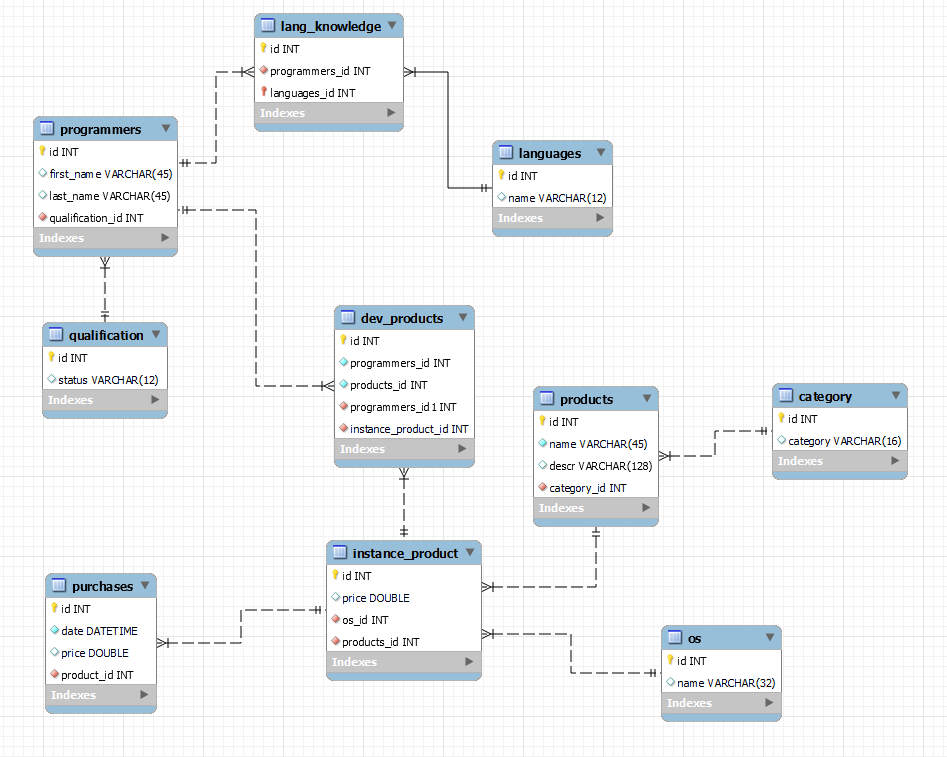 lang_knowledge
id INT
programmers_id INT
languages_id INT
Indexes
programmers
id INT
first_name VARCHAR(45)
last_name VARCHAR(45)
qualification_id INT
Indexes
languages
id INT
name VARCHAR(12)
Indexes
qualification
id INT
status VARCHAR(12)
Indexes
dev_products
id INT
programmers_id INT
products_id INT
programmers_id1 INT
instance_product_id INT
Indexes
products
id INT
name VARCHAR(45)
descr VARCHAR(128)
category_id INT
Indexes
category
id INT
category VARCHAR(16)
Indexes
instance_product
id INT
price DOUBLE
os_id INT
products_id INT
Indexes
purchases
id INT
date DATETIME
price DOUBLE
product_id INT
Indexes
os
id INT
name VARCHAR(32)
Indexes